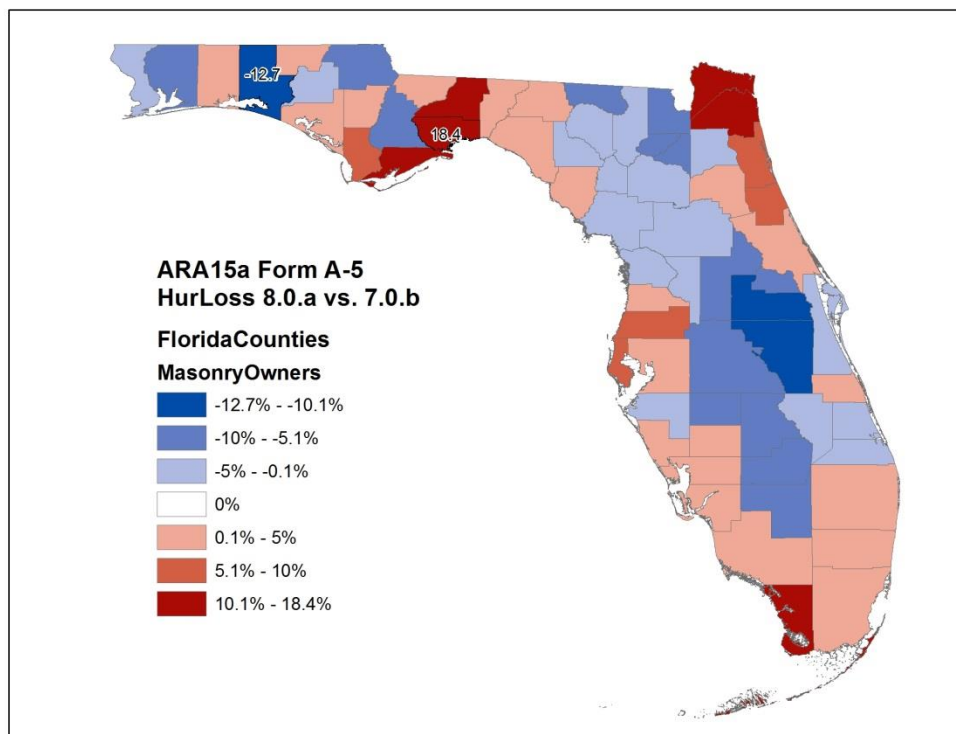 -12.7
18.4
ARA15a Form A-5
HurLoss 8.0.a vs. 7.0.b
FloridaCounties
MasonryOwners
-12.7% - -10.1%
-10% - -5.1%
-5% - -0.1%
0%
0.1% - 5%
5.1% - 10%
10.1% - 18.4%